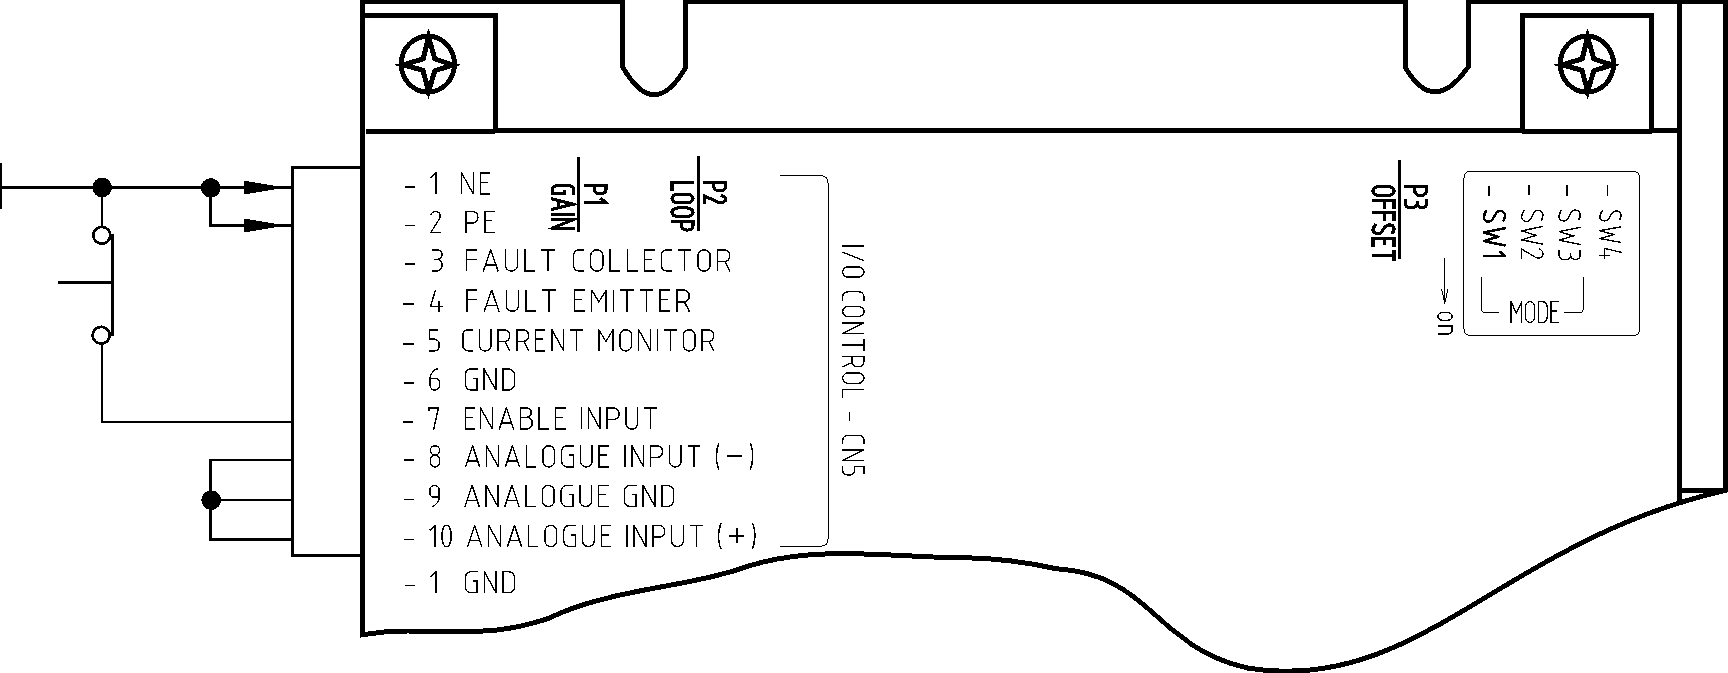 - 1 NE
- 2 PE
- 3 FAULT COLLECTOR
- 4 FAULT EMITTER
- 5 CURRENT MONITOR
- 6 GND
- 7 ENABLE INPUT
- 8 ANALOGUE INPUT (-)
- 9 ANALOGUE GND
- 10 ANALOGUE INPUT (+)
- 1 GND
P1
GAIN
P2
LOOP
I/O CONTROL - CN5
P3
OFFSET
- SW1
- SW2
- SW3
- SW4
MODE
on